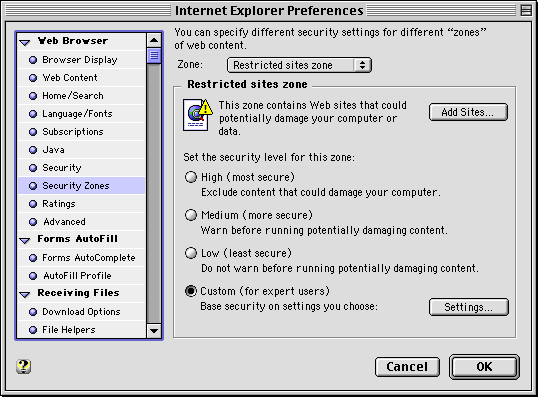 Internet Explorer Preferences
Web Browser
Browser Display
Web Content
Home/Search
Language/Fonts
Subscriptions
Java
Security
Security Zones
Ratings
Advanced
Forms AutoFill
Forms AutoComplete
AutoFill Profile
Receiving Files
Download Options
File Helpers
You can specify different security settings for different “zones”
of web content.
Zone: Restricted sites zone
Restricted sites zone
This zone contains Web sites that could
potentially damage your computer or
data.
Add Sites...
Set the security level for this zone:
High (most secure)
Exclude content that could damage your computer.
Medium (more secure)
Warn before running potentially damaging content.
Low (least secure)
Do not warn before running potentially damaging content.
Custom (for expert users)
Base security on settings you choose:
Settings...
?
Cancel
OK